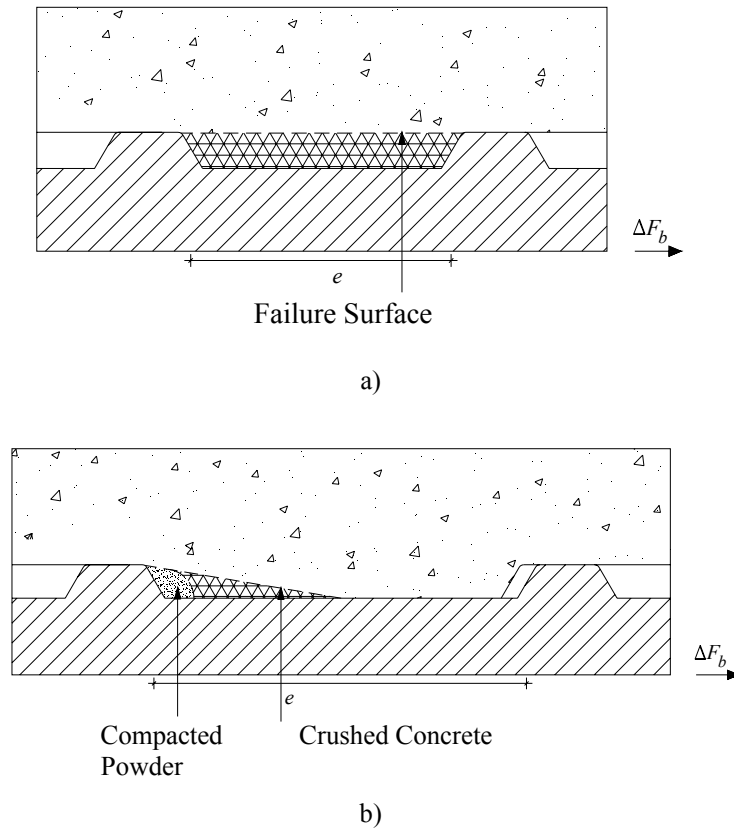 ΔF_b
e
Failure Surface
a)
ΔF_b
e
Compacted Crushed Concrete
Powder
b)